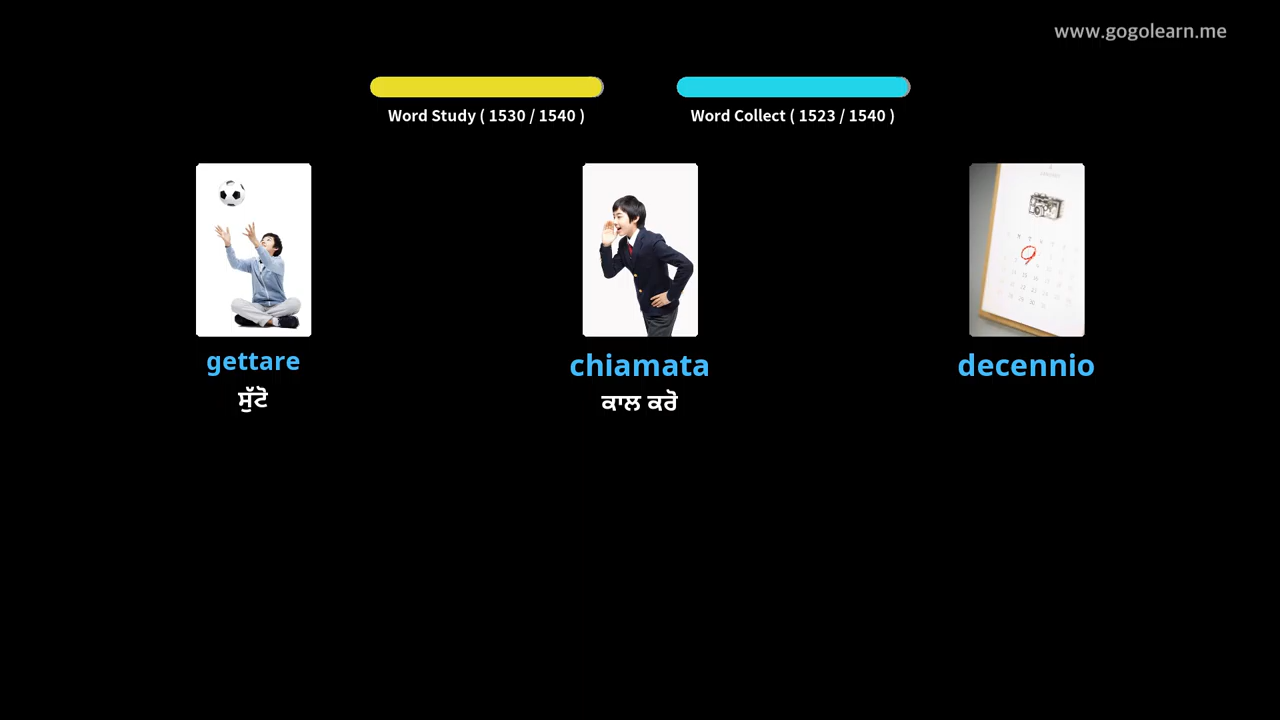 www.gogolearn.me
Word Study ( 1530 / 1540 )
Word Collect ( 1523 / 1540 )
gettare
chiamata
decennio
ਸੁੱਟੋ
ਕਾਲ ਕਰੋ